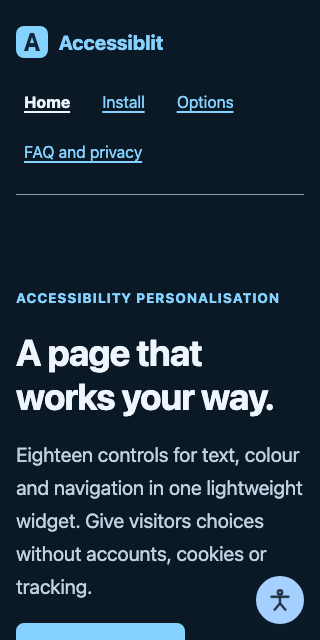 A Accessiblit
Home Install Options
FAQ and privacy
ACCESSIBILITY PERSONALISATION
A page that
works your way.
Eighteen controls for text, colour
and navigation in one lightweight
widget. Give visitors choices
without accounts, cookies or
tracking.